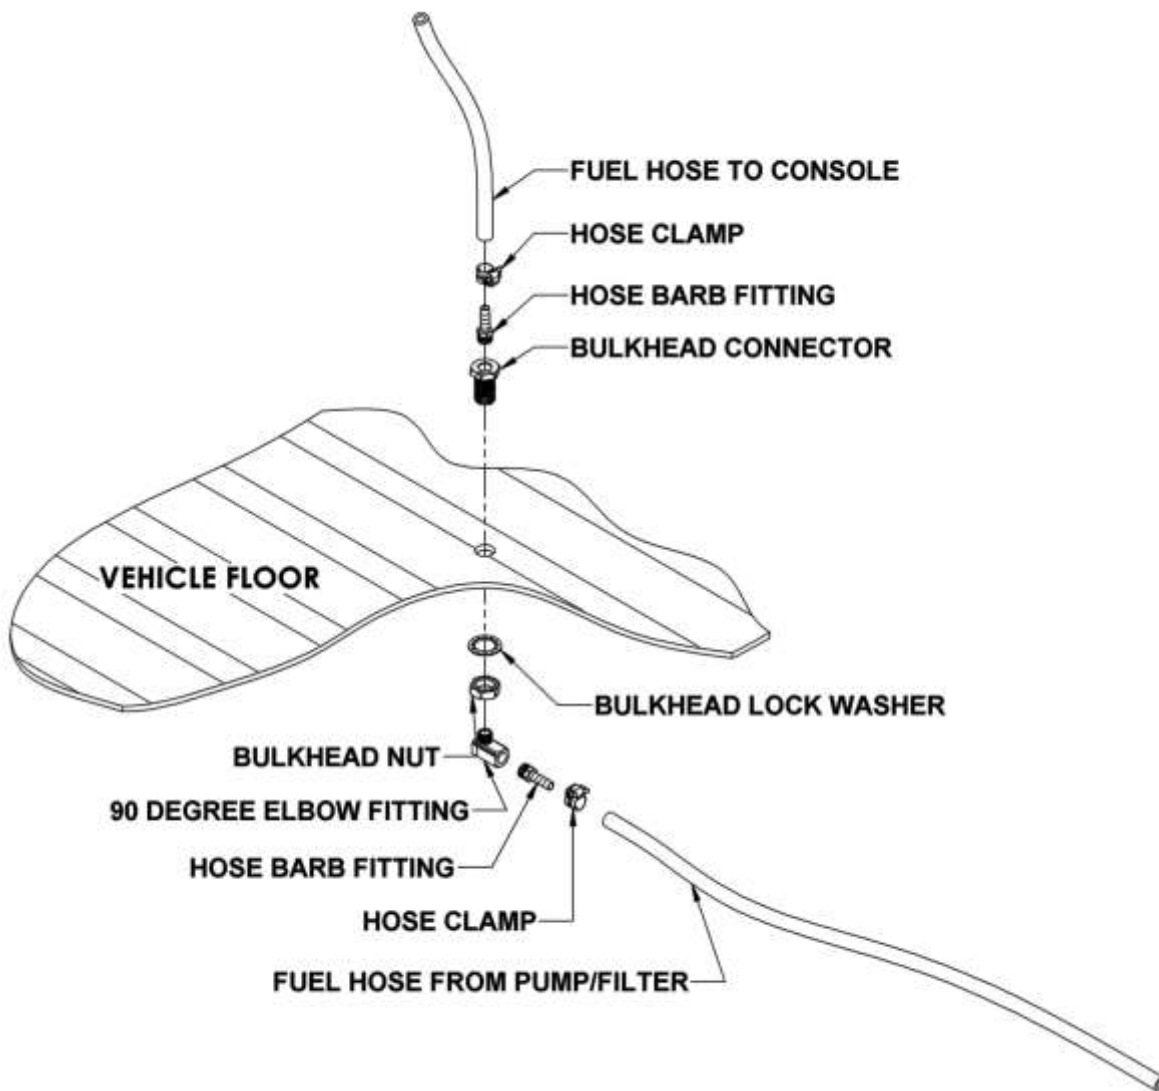 FUEL HOSE TO CONSOLE
HOSE CLAMP
HOSE BARB FITTING
BULKHEAD CONNECTOR
VEHICLE FLOOR
BULKHEAD LOCK WASHER
BULKHEAD NUT
90 DEGREE ELBOW FITTING
HOSE BARB FITTING
HOSE CLAMP
FUEL HOSE FROM PUMP/FILTER